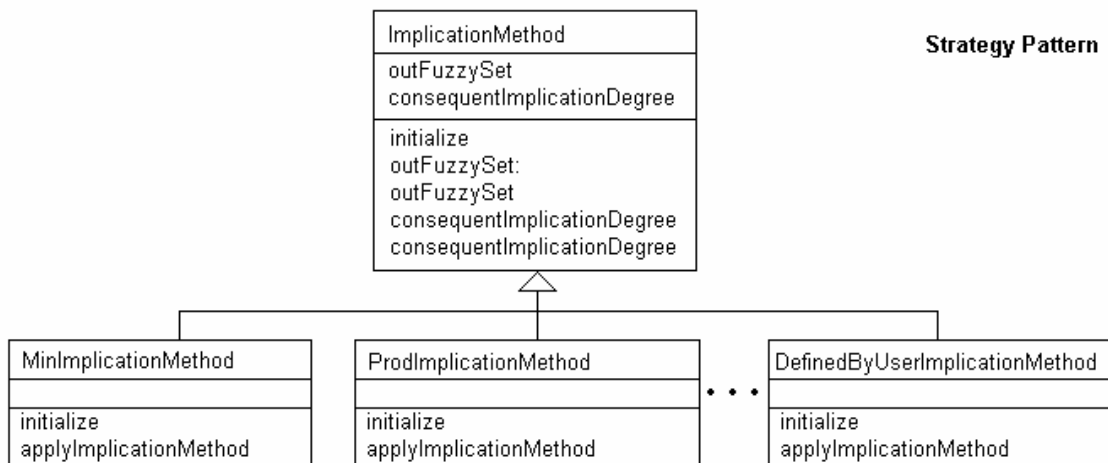 ImplicationMethod
Strategy Pattern
outFuzzySet
consequentImplicationDegree
initialize
outFuzzySet:
outFuzzySet
consequentImplicationDegree
consequentImplicationDegree
MinImplicationMethod
initialize
applyImplicationMethod
ProdImplicationMethod
initialize
applyImplicationMethod
DefinedByUserImplicationMethod
initialize
applyImplicationMethod